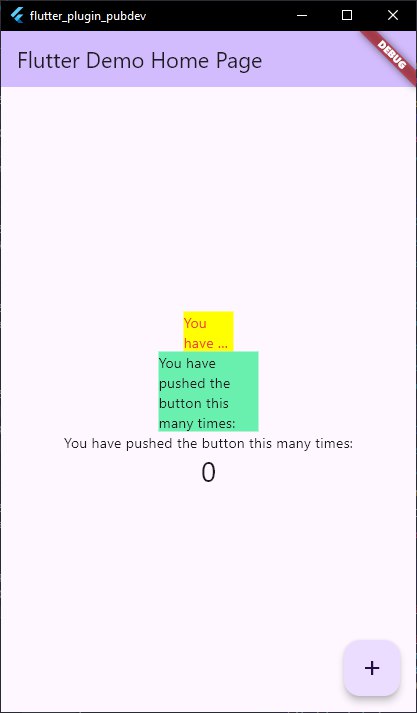 flutter_plugin_pubdev
Flutter Demo Home Page
DEBUG
You
have ...
You have
pushed the
button this
many times:
You have pushed the button this many times:
0
+